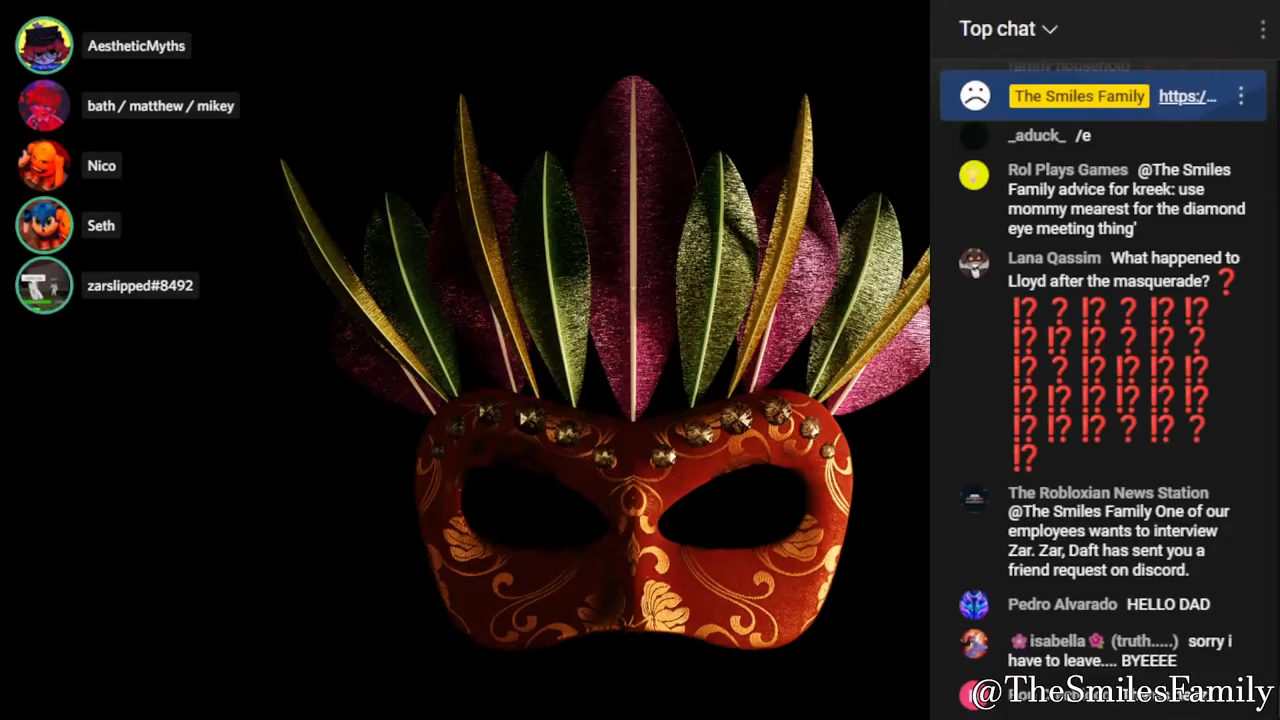 AestheticMyths
bath / matthew / mikey
Nico
Seth
zarslipped#8492
Top chat
family household
The Smiles Family https:/...
_aduck_ /e
Rol Plays Games @The Smiles
Family advice for kreek: use
mommy mearest for the diamond
eye meeting thing'
Lana Qassim What happened to
Lloyd after the masquerade? ❓
⁉ ? ⁉ ? ⁉ ⁉
⁉ ⁉ ⁉ ? ⁉ ?
⁉ ? ⁉ ⁉ ⁉ ⁉
⁉ ⁉ ⁉ ? ⁉ ⁉
⁉ ⁉ ⁉ ? ⁉ ?
⁉
The Robloxian News Station
@The Smiles Family One of our
employees wants to interview
Zar. Zar, Daft has sent you a
friend request on discord.
Pedro Alvarado HELLO DAD
🌸isabella🌺 (truth.....) sorry i
have to leave.... BYEEEE
@TheSmilesFamily